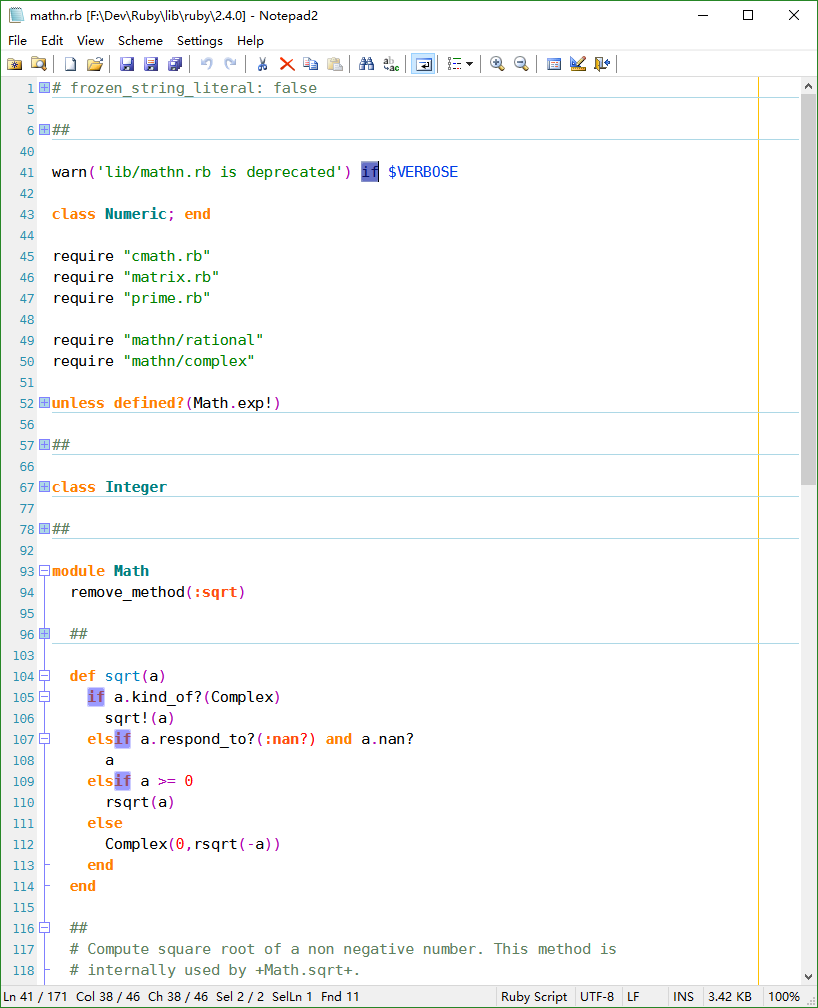 mathn.rb [F:\Dev\Ruby\lib\ruby\2.4.0] - Notepad2
File Edit View Scheme Settings Help
1 # frozen_string_literal: false
5
6 ##
40
41 warn('lib/mathn.rb is deprecated') if $VERBOSE
42
43 class Numeric; end
44
45 require "cmath.rb"
46 require "matrix.rb"
47 require "prime.rb"
48
49 require "mathn/rational"
50 require "mathn/complex"
51
52 unless defined?(Math.exp!)
56
57 ##
66
67 class Integer
77
78 ##
92
93 module Math
94 remove_method(:sqrt)
95
96 ##
103
104 def sqrt(a)
105 if a.kind_of?(Complex)
106 sqrt!(a)
107 elsif a.respond_to?(:nan?) and a.nan?
108 a
109 elsif a >= 0
110 rsqrt(a)
111 else
112 Complex(0,rsqrt(-a))
113 end
114 end
115
116 ##
117 # Compute square root of a non negative number. This method is
118 # internally used by +Math.sqrt+.
Ln 41 / 171 Col 38 / 46 Ch 38 / 46 Sel 2 / 2 SelLn 1 Fnd 11 Ruby Script UTF-8 LF INS 3.42 KB 100%